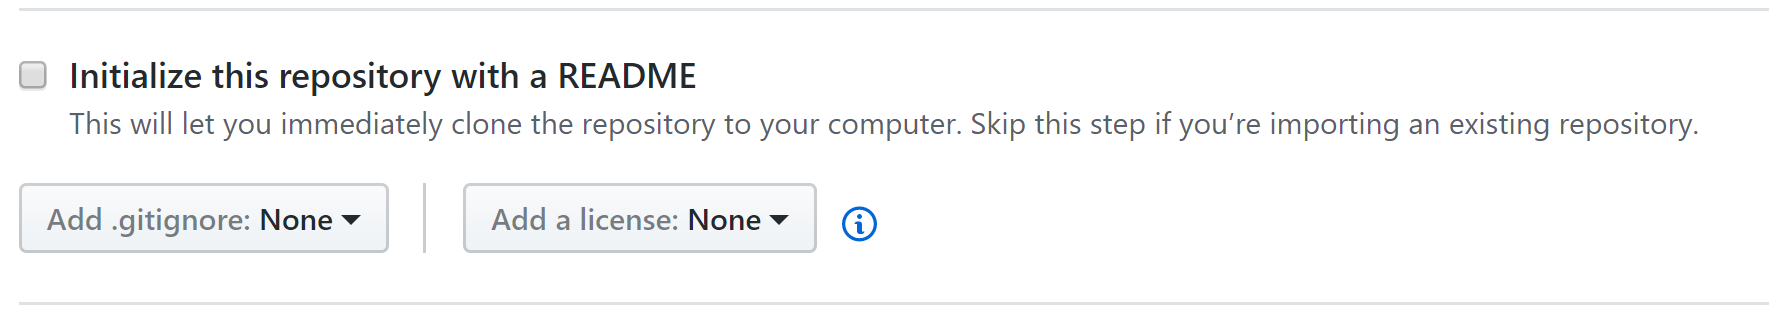 Initialize this repository with a README
This will let you immediately clone the repository to your computer. Skip this step if you’re importing an existing repository.
Add .gitignore: None
Add a license: None